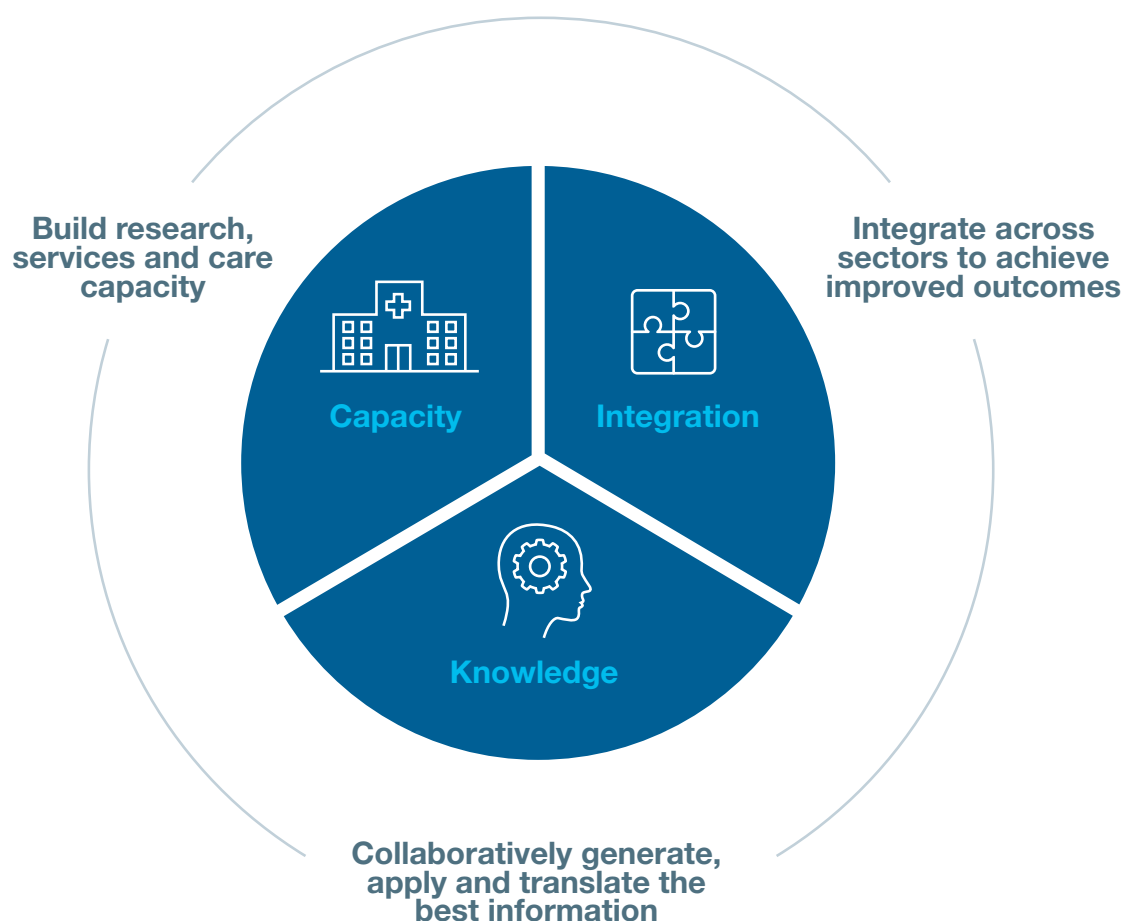 Build research,
services and care
capacity
Integrate across
sectors to achieve
improved outcomes
Capacity
Integration
Knowledge
Collaboratively generate,
apply and translate the
best information